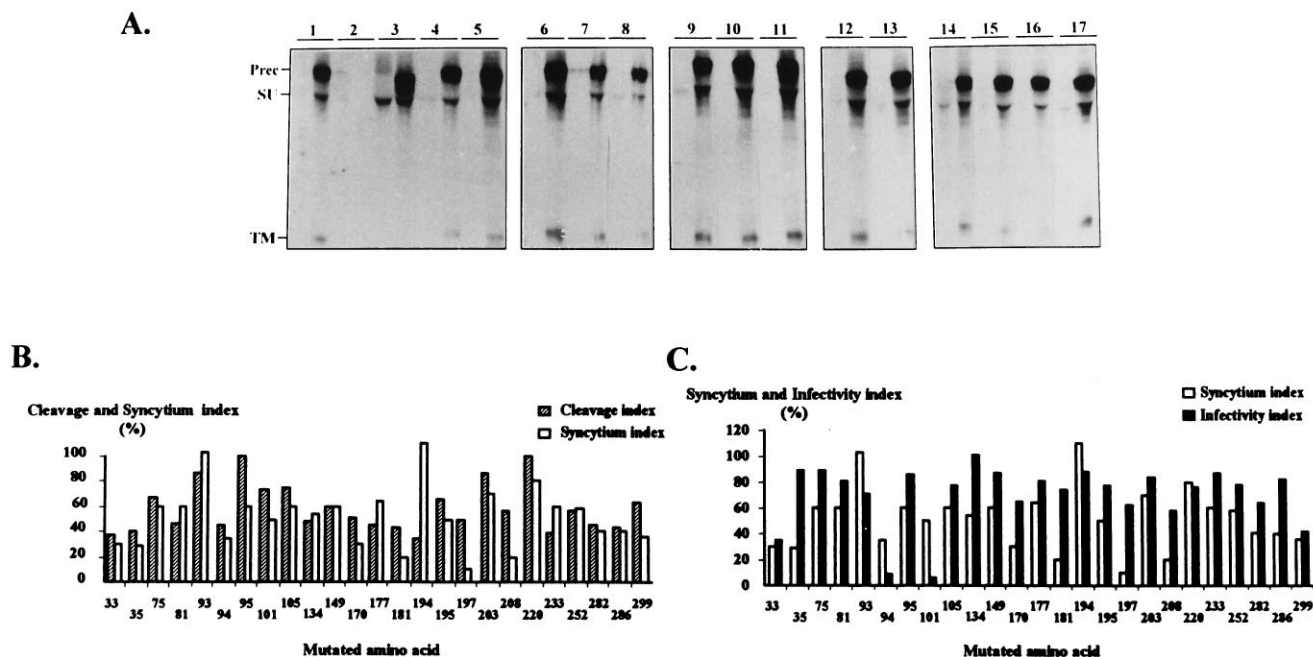 A.
1 2 3 4 5 6 7 8 9 10 11 12 13 14 15 16 17
Prec
SU
TM
B.
Cleavage and Syncytium index
(%)
Cleavage index
Syncytium index
100
80
60
40
20
0
33 75 93 95 105 149 177 194 197 208 233 282 299
35 81 94 101 134 170 181 195 203 220 252 286
Mutated amino acid
C.
Syncytium and Infectivity index
(%)
Syncytium index
Infectivity index
120
100
80
60
40
20
0
33 75 93 95 105 149 177 194 197 208 233 282 299
35 81 94 101 134 170 181 195 203 220 252 286
Mutated amino acid